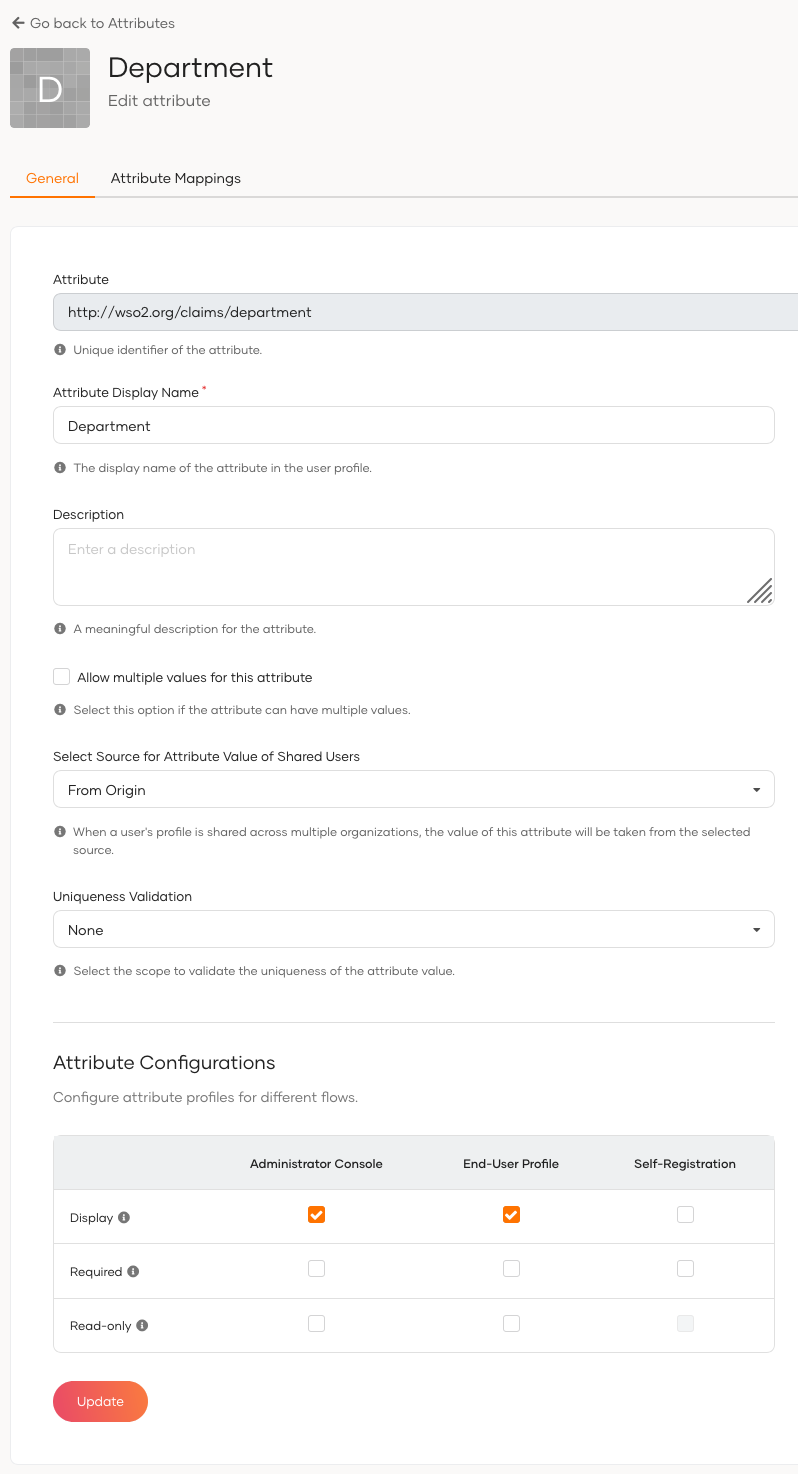 Go back to Attributes
D
Department
Edit attribute
General
Attribute Mappings
Attribute
http://wso2.org/claims/department
Unique identifier of the attribute.
Attribute Display Name *
Department
The display name of the attribute in the user profile.
Description
Enter a description
A meaningful description for the attribute.
Allow multiple values for this attribute
Select this option if the attribute can have multiple values.
Select Source for Attribute Value of Shared Users
From Origin
When a user's profile is shared across multiple organizations, the value of this attribute will be taken from the selected
source.
Uniqueness Validation
None
Select the scope to validate the uniqueness of the attribute value.
Attribute Configurations
Configure attribute profiles for different flows.
Administrator Console End-User Profile Self-Registration
Display
Required
Read-only
Update